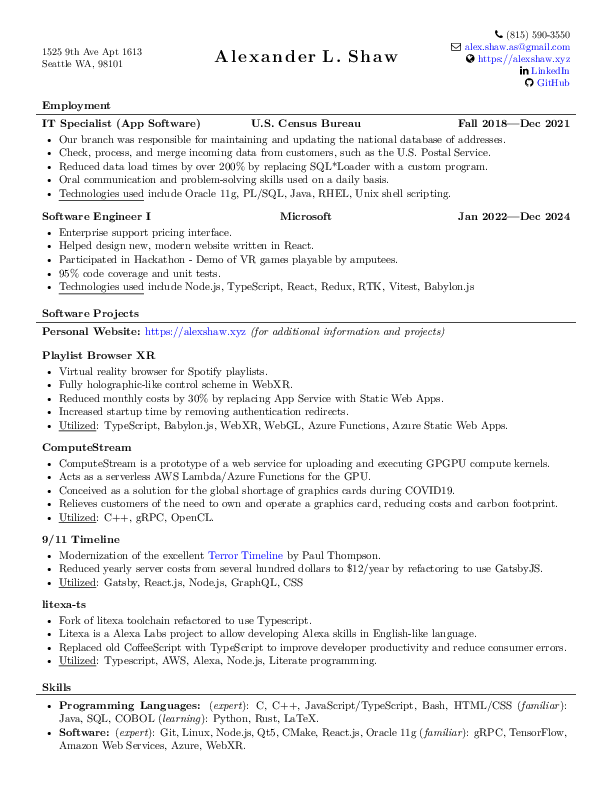 1525 9th Ave Apt 1613
Seattle WA, 98101
Alexander L. Shaw
(815) 590-3550
alex.shaw.as@gmail.com
https://alexshaw.xyz
LinkedIn
GitHub
Employment
IT Specialist (App Software) U.S. Census Bureau Fall 2018—Dec 2021
• Our branch was responsible for maintaining and updating the national database of addresses.
• Check, process, and merge incoming data from customers, such as the U.S. Postal Service.
• Reduced data load times by over 200% by replacing SQL*Loader with a custom program.
• Oral communication and problem-solving skills used on a daily basis.
• Technologies used include Oracle 11g, PL/SQL, Java, RHEL, Unix shell scripting.
Software Engineer I Microsoft Jan 2022—Dec 2024
• Enterprise support pricing interface.
• Helped design new, modern website written in React.
• Participated in Hackathon - Demo of VR games playable by amputees.
• 95% code coverage and unit tests.
• Technologies used include Node.js, TypeScript, React, Redux, RTK, Vitest, Babylon.js
Software Projects
Personal Website: https://alexshaw.xyz (for additional information and projects)
Playlist Browser XR
• Virtual reality browser for Spotify playlists.
• Fully holographic-like control scheme in WebXR.
• Reduced monthly costs by 30% by replacing App Service with Static Web Apps.
• Increased startup time by removing authentication redirects.
• Utilized: TypeScript, Babylon.js, WebXR, WebGL, Azure Functions, Azure Static Web Apps.
ComputeStream
• ComputeStream is a prototype of a web service for uploading and executing GPGPU compute kernels.
• Acts as a serverless AWS Lambda/Azure Functions for the GPU.
• Conceived as a solution for the global shortage of graphics cards during COVID19.
• Relieves customers of the need to own and operate a graphics card, reducing costs and carbon footprint.
• Utilized: C++, gRPC, OpenCL.
9/11 Timeline
• Modernization of the excellent Terror Timeline by Paul Thompson.
• Reduced yearly server costs from several hundred dollars to $12/year by refactoring to use GatsbyJS.
• Utilized: Gatsby, React.js, Node.js, GraphQL, CSS
litexa-ts
• Fork of litexa toolchain refactored to use Typescript.
• Litexa is a Alexa Labs project to allow developing Alexa skills in English-like language.
• Replaced old CoffeeScript with TypeScript to improve developer productivity and reduce consumer errors.
• Utilized: Typescript, AWS, Alexa, Node.js, Literate programming.
Skills
• Programming Languages: (expert): C, C++, JavaScript/TypeScript, Bash, HTML/CSS (familiar):
Java, SQL, COBOL (learning): Python, Rust, LaTeX.
• Software: (expert): Git, Linux, Node.js, Qt5, CMake, React.js, Oracle 11g (familiar): gRPC, TensorFlow,
Amazon Web Services, Azure, WebXR.